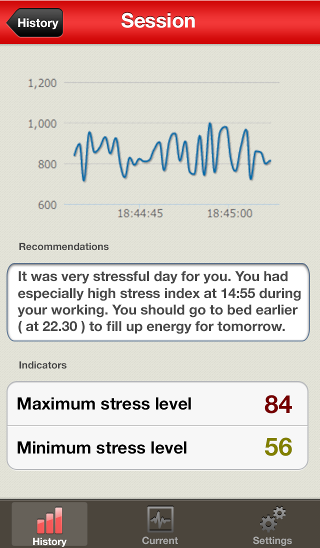 History
Session
1,200
1,000
800
600
18:44:45
18:45:00
Recommendations
It was very stressful day for you. You had
especially high stress index at 14:55 during
your working. You should go to bed earlier
( at 22.30 ) to fill up energy for tomorrow.
Indicators
Maximum stress level 84
Minimum stress level 56
History
Current
Settings